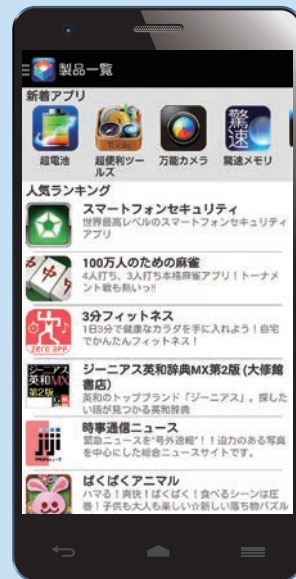 製品一覧
新着アプリ
超電池
超便利ツー
ルズ
万能カメラ
驚速メモリ
驚
速
Tools
人気ランキング
スマートフォンセキュリティ
世界最高レベルのスマートフォンセキュリティ
アプリ
100万人のための麻雀
4人打ち、3人打ち本格麻雀アプリ！トーナメ
ント戦も熱いっ!!
中
3分フィットネス
1日3分で健康なカラダを手に入れよう！自宅
でかんたんフィットネス！
zero app
ジーニアス英和辞典MX第2版 (大修館
書店)
英和のトップブランド「ジーニアス」。探した
い語が見つかる英和辞典
ジーニアス
英和MX
第2版
時事通信ニュース
緊急ニュースを"号外速報"！！迫力のある写真
を中心にした総合ニュースサイトです。
jiji
ぱくぱくアニマル
ハマる！爽快！ぱくぱく！食べるシーンは圧
巻！子供も大人も楽しい☆新しい落ち物パズル